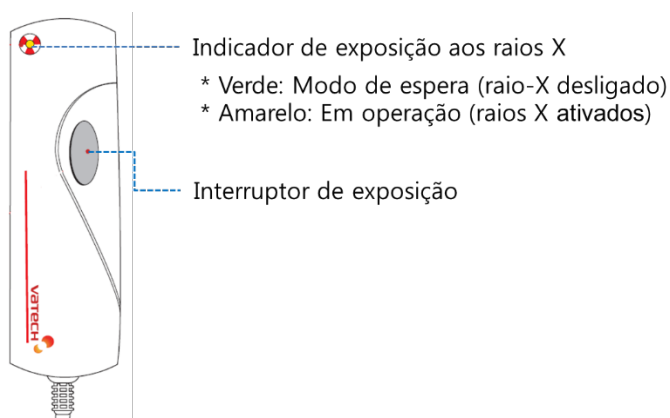 Indicador de exposição aos raios X
* Verde: Modo de espera (raio-X desligado)
* Amarelo: Em operação (raios X ativados)
Interruptor de exposição
vatech